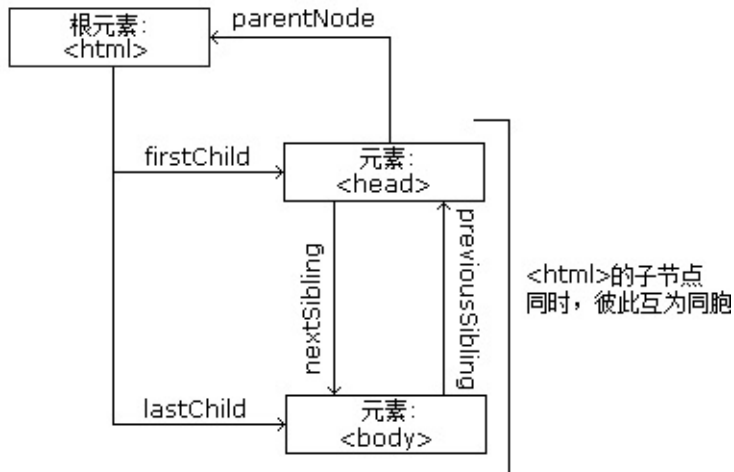 根元素:
<html>
parentNode
firstChild
元素:
<head>
nextSibling
previousSibling
<html>的子节点
同时，彼此互为同胞
lastChild
元素:
<body>